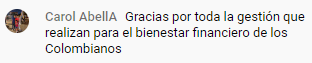 Carol AbellA Gracias por toda la gestión que
realizan para el bienestar financiero de los
Colombianos